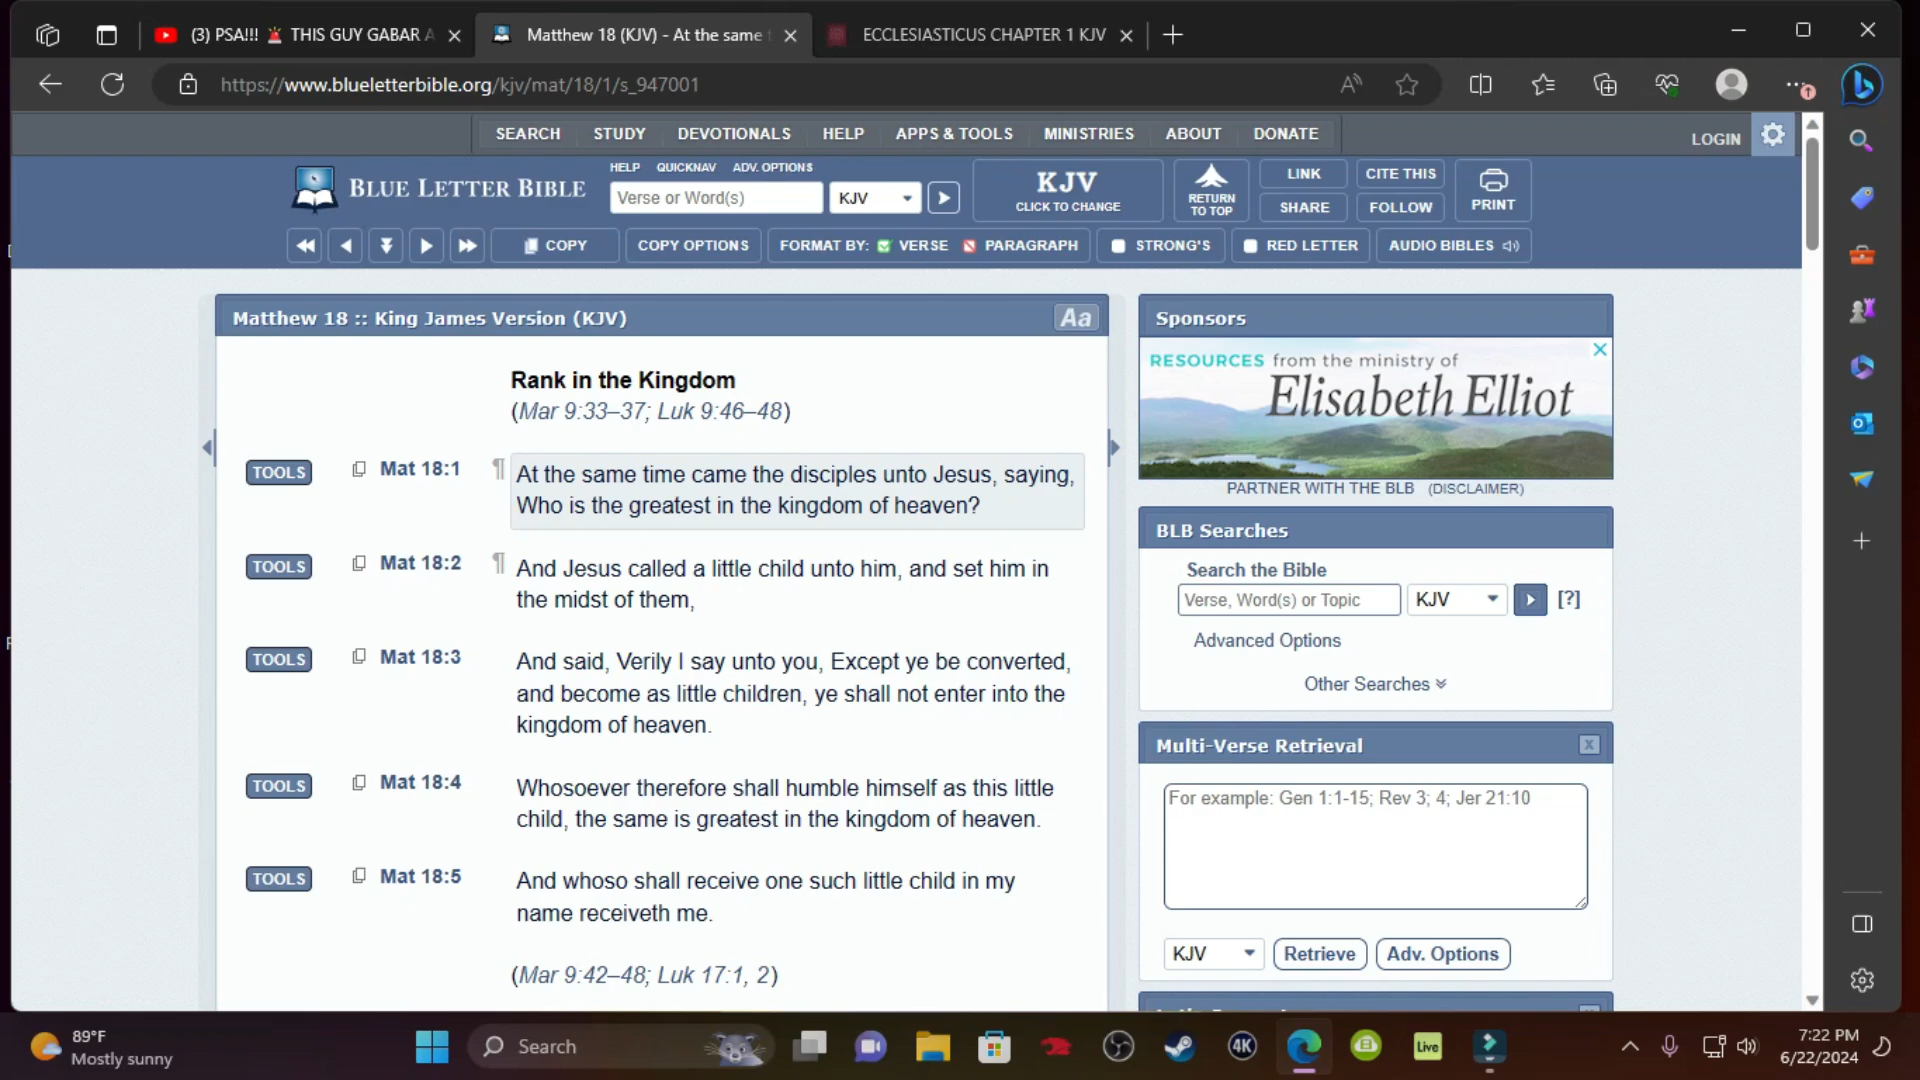 (3) PSA!!! 🚨 THIS GUY GABAR A
Matthew 18 (KJV) - At the same
ECCLESIASTICUS CHAPTER 1 KJV
https://www.blueletterbible.org/kjv/mat/18/1/s_947001
SEARCH STUDY DEVOTIONALS HELP APPS & TOOLS MINISTRIES ABOUT DONATE
LOGIN
HELP QUICKNAV ADV. OPTIONS
BLUE LETTER BIBLE
Verse or Word(s)
KJV
KJV
CLICK TO CHANGE
RETURN
TO TOP
LINK
CITE THIS
SHARE
FOLLOW
PRINT
COPY
COPY OPTIONS
FORMAT BY: VERSE PARAGRAPH
STRONG'S
RED LETTER
AUDIO BIBLES
Matthew 18 :: King James Version (KJV)
Aa
Rank in the Kingdom
(Mar 9:33–37; Luk 9:46–48)
TOOLS Mat 18:1 ¶ At the same time came the disciples unto Jesus, saying,
Who is the greatest in the kingdom of heaven?
TOOLS Mat 18:2 ¶ And Jesus called a little child unto him, and set him in
the midst of them,
TOOLS Mat 18:3 And said, Verily I say unto you, Except ye be converted,
and become as little children, ye shall not enter into the
kingdom of heaven.
TOOLS Mat 18:4 Whosoever therefore shall humble himself as this little
child, the same is greatest in the kingdom of heaven.
TOOLS Mat 18:5 And whoso shall receive one such little child in my
name receiveth me.
(Mar 9:42–48; Luk 17:1, 2)
Sponsors
RESOURCES from the ministry of
Elisabeth Elliot
PARTNER WITH THE BLB (DISCLAIMER)
BLB Searches
Search the Bible
Verse, Word(s) or Topic
KJV
[?]
Advanced Options
Other Searches
Multi-Verse Retrieval
x
For example: Gen 1:1-15; Rev 3; 4; Jer 21:10
KJV
Retrieve
Adv. Options
89°F
Mostly sunny
Search
4K
Live
7:22 PM
6/22/2024